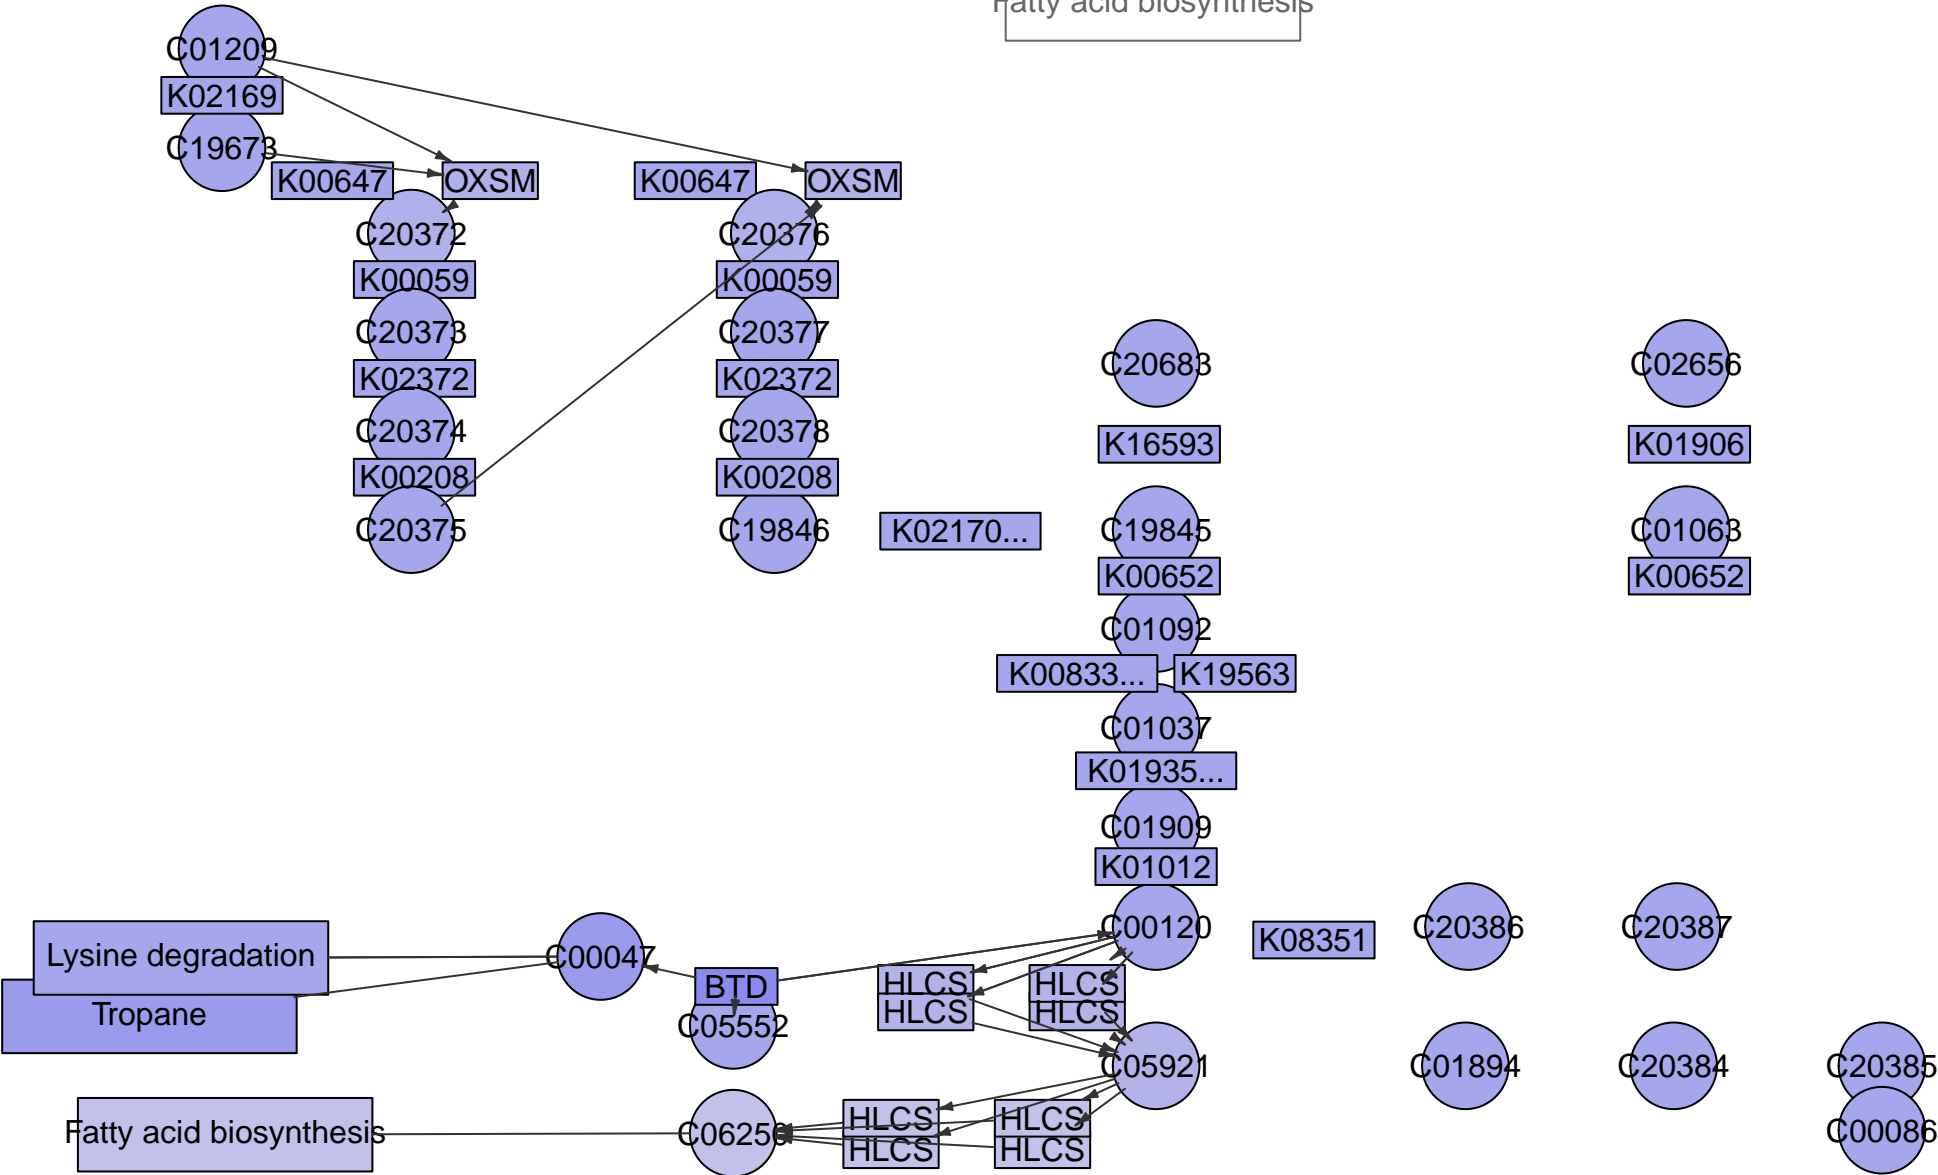 Fatty acid biosynthesis
C01209
K02169
C19673
K00647
OXSM
K00647
OXSM
C20372
C20376
K00059
K00059
C20373
C20377
C20683
C02656
K02372
K02372
C20374
C20378
K16593
K01906
K00208
K00208
C20375
C19846
K02170...
C19845
C01063
K00652
K00652
C01092
K00833...
K19563
C01037
K01935...
C01909
K01012
C00120
K08351
C20386
C20387
Lysine degradation
C00047
BTD
HLCS
HLCS
Tropane
C05552
HLCS
HLCS
C05921
C01894
C20384
C20385
Fatty acid biosynthesis
C06250
HLCS
HLCS
HLCS
HLCS
C00086